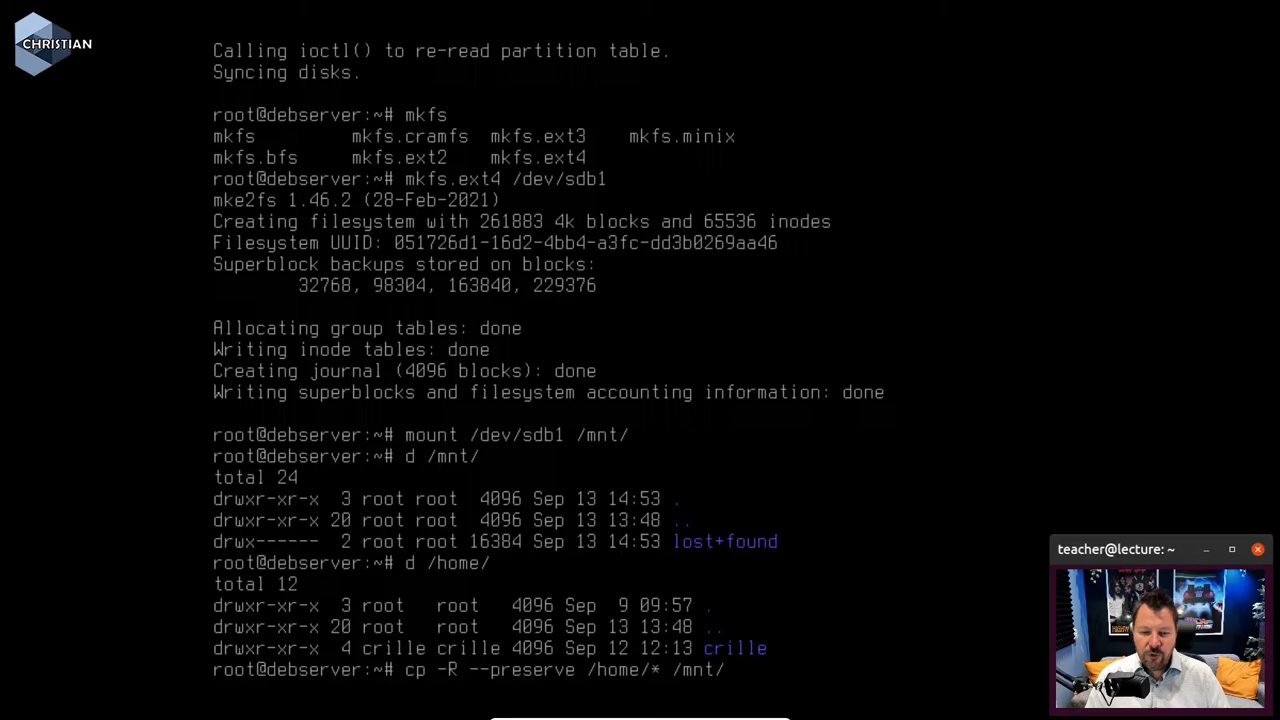 CHRISTIAN
Calling ioctl() to re-read partition table.
Syncing disks.
root@debserver:~# mkfs
mkfs         mkfs.cramfs  mkfs.ext3    mkfs.minix
mkfs.bfs     mkfs.ext2    mkfs.ext4
root@debserver:~# mkfs.ext4 /dev/sdb1
mke2fs 1.46.2 (28-Feb-2021)
Creating filesystem with 261883 4k blocks and 65536 inodes
Filesystem UUID: 051726d1-16d2-4bb4-a3fc-dd3b0269aa46
Superblock backups stored on blocks:
        32768, 98304, 163840, 229376
Allocating group tables: done
Writing inode tables: done
Creating journal (4096 blocks): done
Writing superblocks and filesystem accounting information: done
root@debserver:~# mount /dev/sdb1 /mnt/
root@debserver:~# d /mnt/
total 24
drwxr-xr-x  3 root root  4096 Sep 13 14:53 .
drwxr-xr-x 20 root root  4096 Sep 13 13:48 ..
drwx------  2 root root 16384 Sep 13 14:53 lost+found
root@debserver:~# d /home/
total 12
drwxr-xr-x  3 root   root   4096 Sep  9 09:57 .
drwxr-xr-x 20 root   root   4096 Sep 13 13:48 ..
drwxr-xr-x  4 crille crille 4096 Sep 12 12:13 crille
root@debserver:~# cp -R --preserve /home/* /mnt/
teacher@lecture: ~